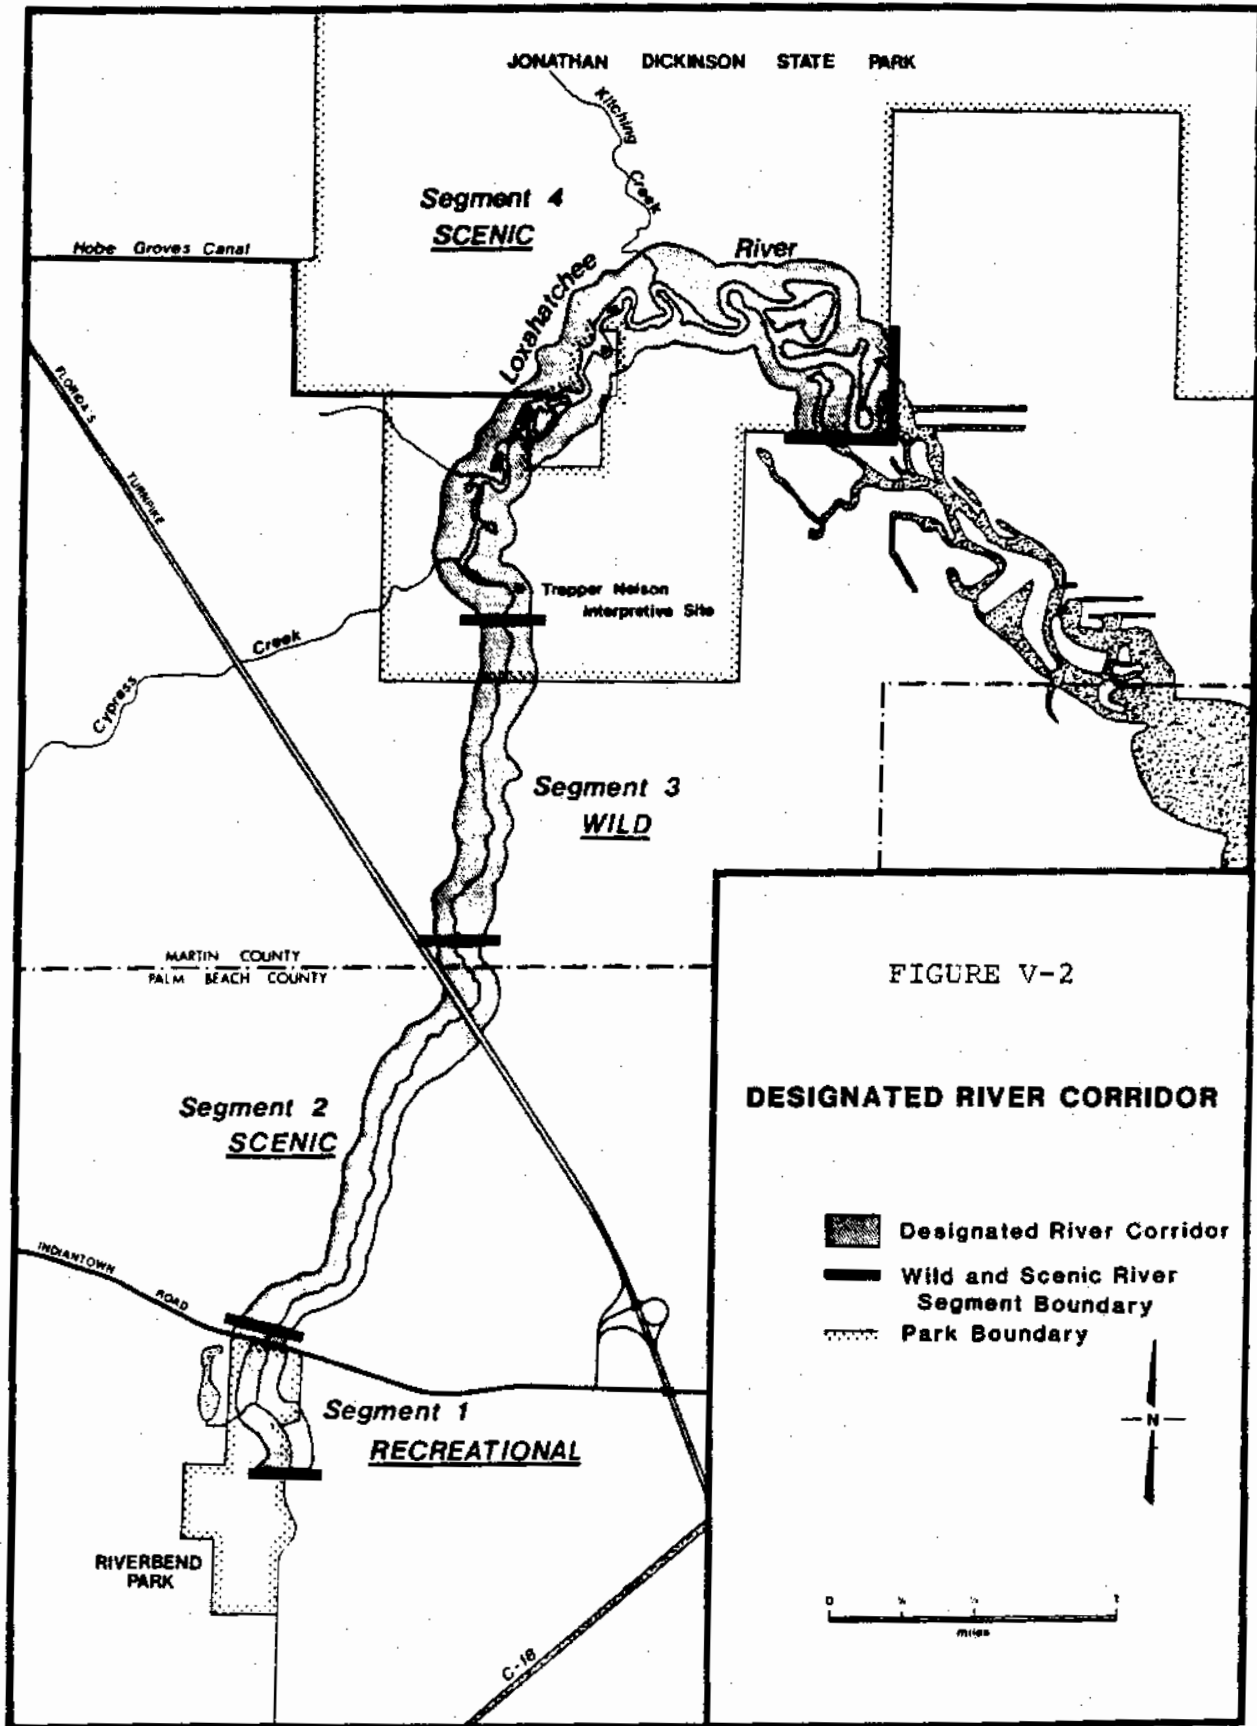 JONATHAN DICKINSON STATE PARK
Kitching
Creek
Segment 4
SCENIC
Hobe Groves Canal
River
Loxahatchee
FLORIDA'S
TURNPIKE
Trapper Nelson
Interpretive Site
Creek
Cypress
Segment 3
WILD
MARTIN COUNTY
PALM BEACH COUNTY
FIGURE V-2
DESIGNATED RIVER CORRIDOR
Segment 2
SCENIC
Designated River Corridor
Wild and Scenic River
Segment Boundary
Park Boundary
INDIANTOWN
ROAD
Segment 1
RECREATIONAL
N
RIVERBEND
PARK
C-18
0
miles